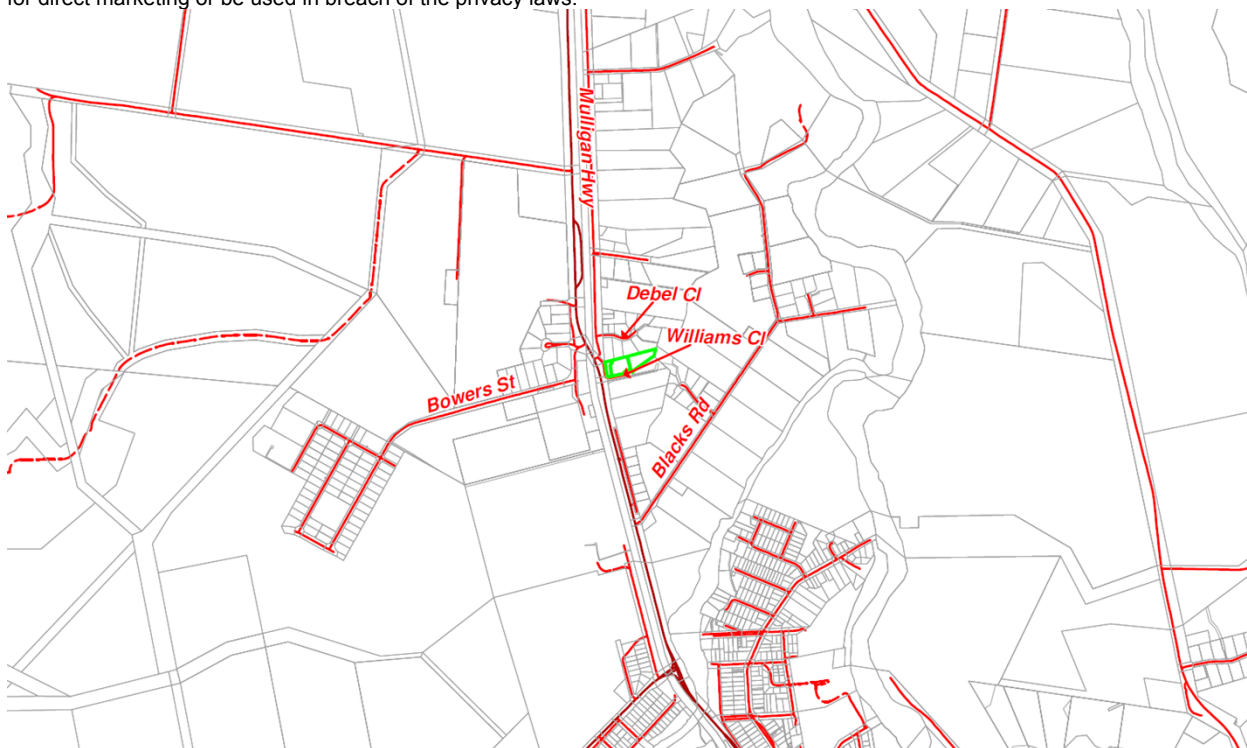 for direct marketing or be used in breach of the privacy laws.
Mulligan Hwy
Debel Cl
Williams Cl
Bowers St
Blacks Rd